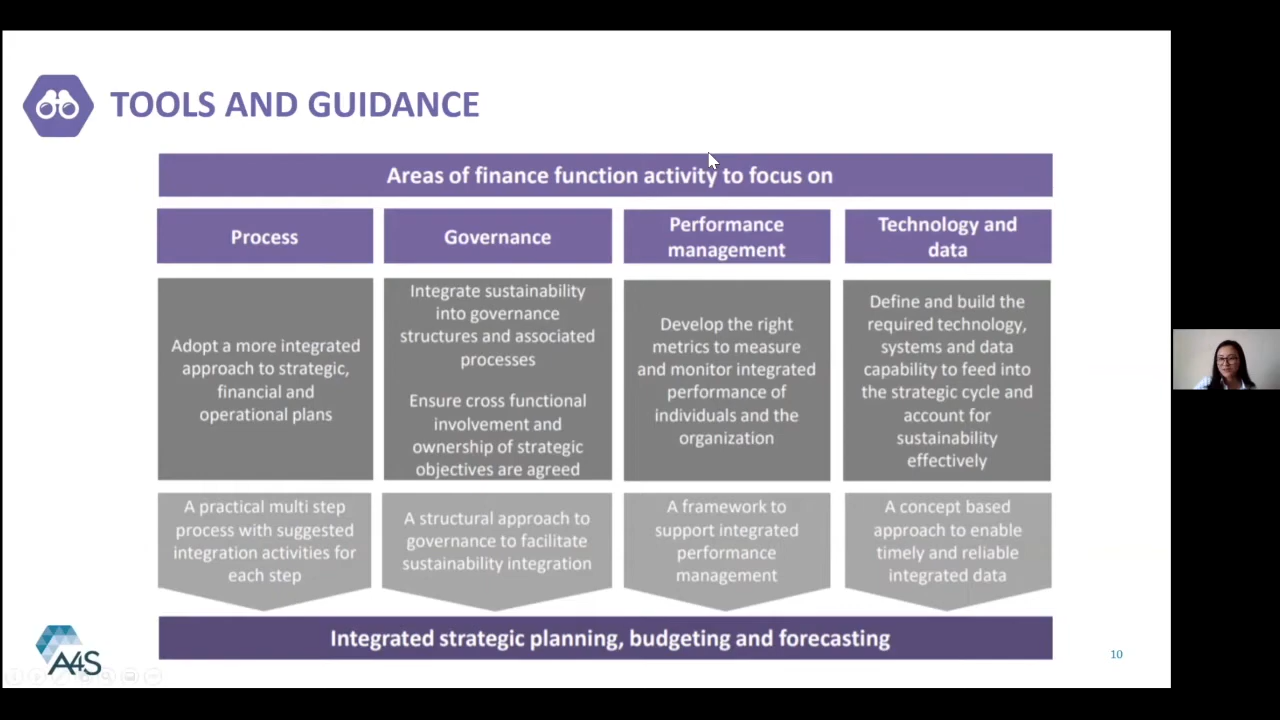 TOOLS AND GUIDANCE
Areas of finance function activity to focus on
Process
Governance
Performance
management
Technology and
data
Adopt a more integrated
approach to strategic,
financial and
operational plans
Integrate sustainability
into governance
structures and associated
processes
Ensure cross functional
involvement and
ownership of strategic
objectives are agreed
Develop the right
metrics to measure
and monitor integrated
performance of
individuals and the
organization
Define and build the
required technology,
systems and data
capability to feed into
the strategic cycle and
account for
sustainability
effectively
A practical multi step
process with suggested
integration activities for
each step
A structural approach to
governance to facilitate
sustainability integration
A framework to
support integrated
performance
management
A concept based
approach to enable
timely and reliable
integrated data
Integrated strategic planning, budgeting and forecasting
A4S
10